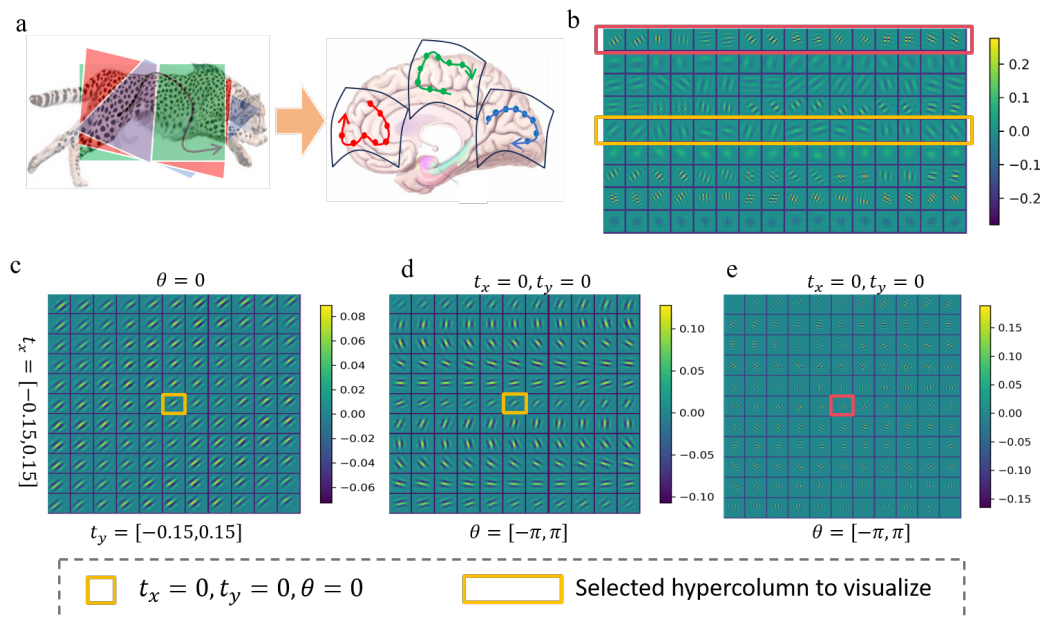 a
b
0.2
0.1
0.0
−0.1
−0.2
c
θ = 0
t_x = [−0.15,0.15]
t_y = [−0.15,0.15]
0.08
0.06
0.04
0.02
0.00
−0.02
−0.04
−0.06
d
t_x = 0, t_y = 0
θ = [−π, π]
0.10
0.05
0.00
−0.05
−0.10
e
t_x = 0, t_y = 0
θ = [−π, π]
0.15
0.10
0.05
0.00
−0.05
−0.10
−0.15
t_x = 0, t_y = 0, θ = 0
Selected hypercolumn to visualize